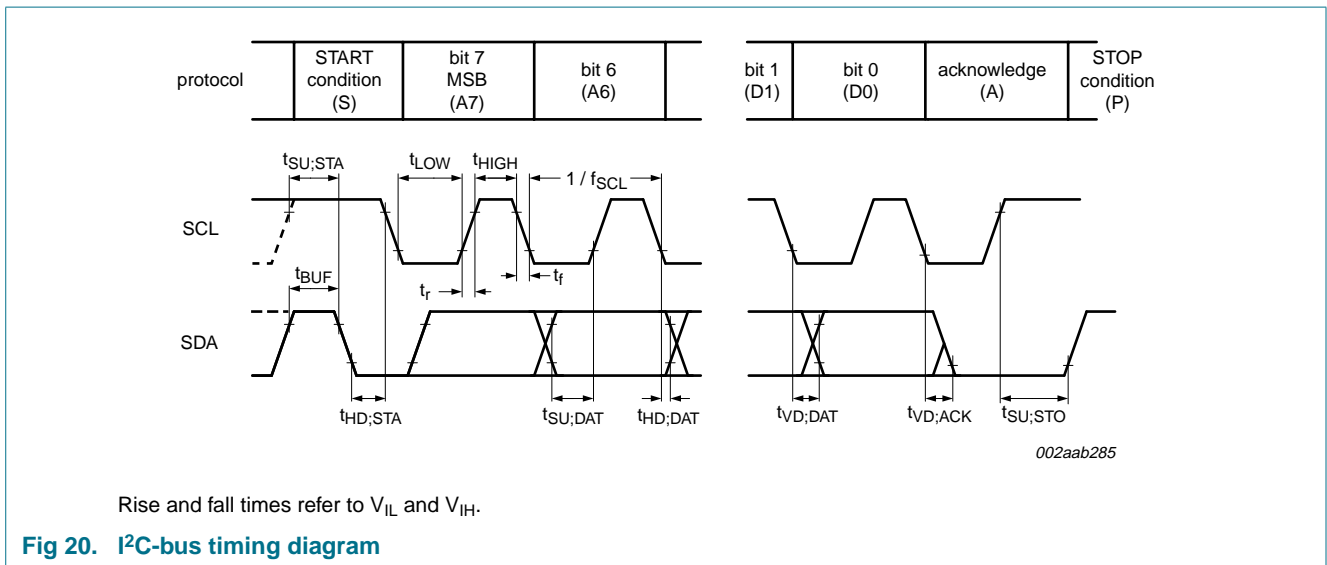 protocol
START
condition
(S)
bit 7
MSB
(A7)
bit 6
(A6)
bit 1
(D1)
bit 0
(D0)
acknowledge
(A)
STOP
condition
(P)
tSU;STA
tLOW
tHIGH
1 / fSCL
SCL
tBUF
tr
tf
SDA
tHD;STA
tSU;DAT
tHD;DAT
tVD;DAT
tVD;ACK
tSU;STO
002aab285
Rise and fall times refer to VIL and VIH.
Fig 20. I²C-bus timing diagram